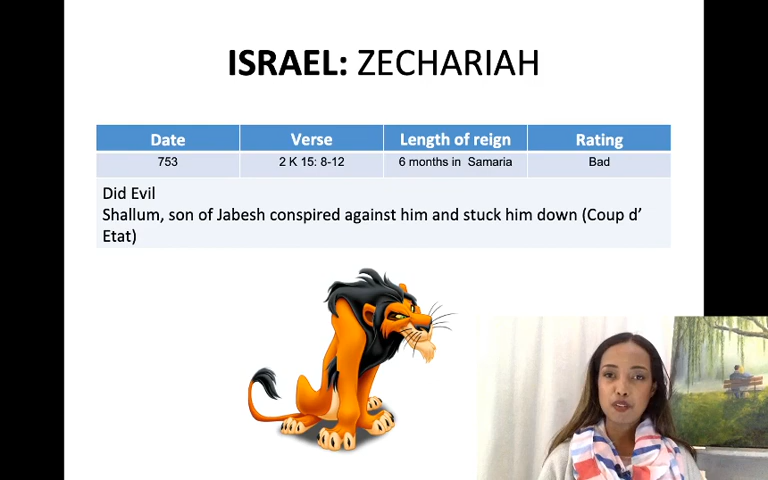 ISRAEL: ZECHARIAH
Date Verse Length of reign Rating
753 2 K 15: 8-12 6 months in Samaria Bad
Did Evil
Shallum, son of Jabesh conspired against him and stuck him down (Coup d’
Etat)